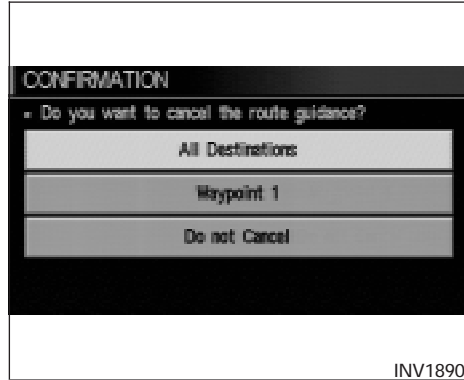 CONFIRMATION
Do you want to cancel the route guidance?
All Destinations
Waypoint 1
Do not Cancel
INV1890